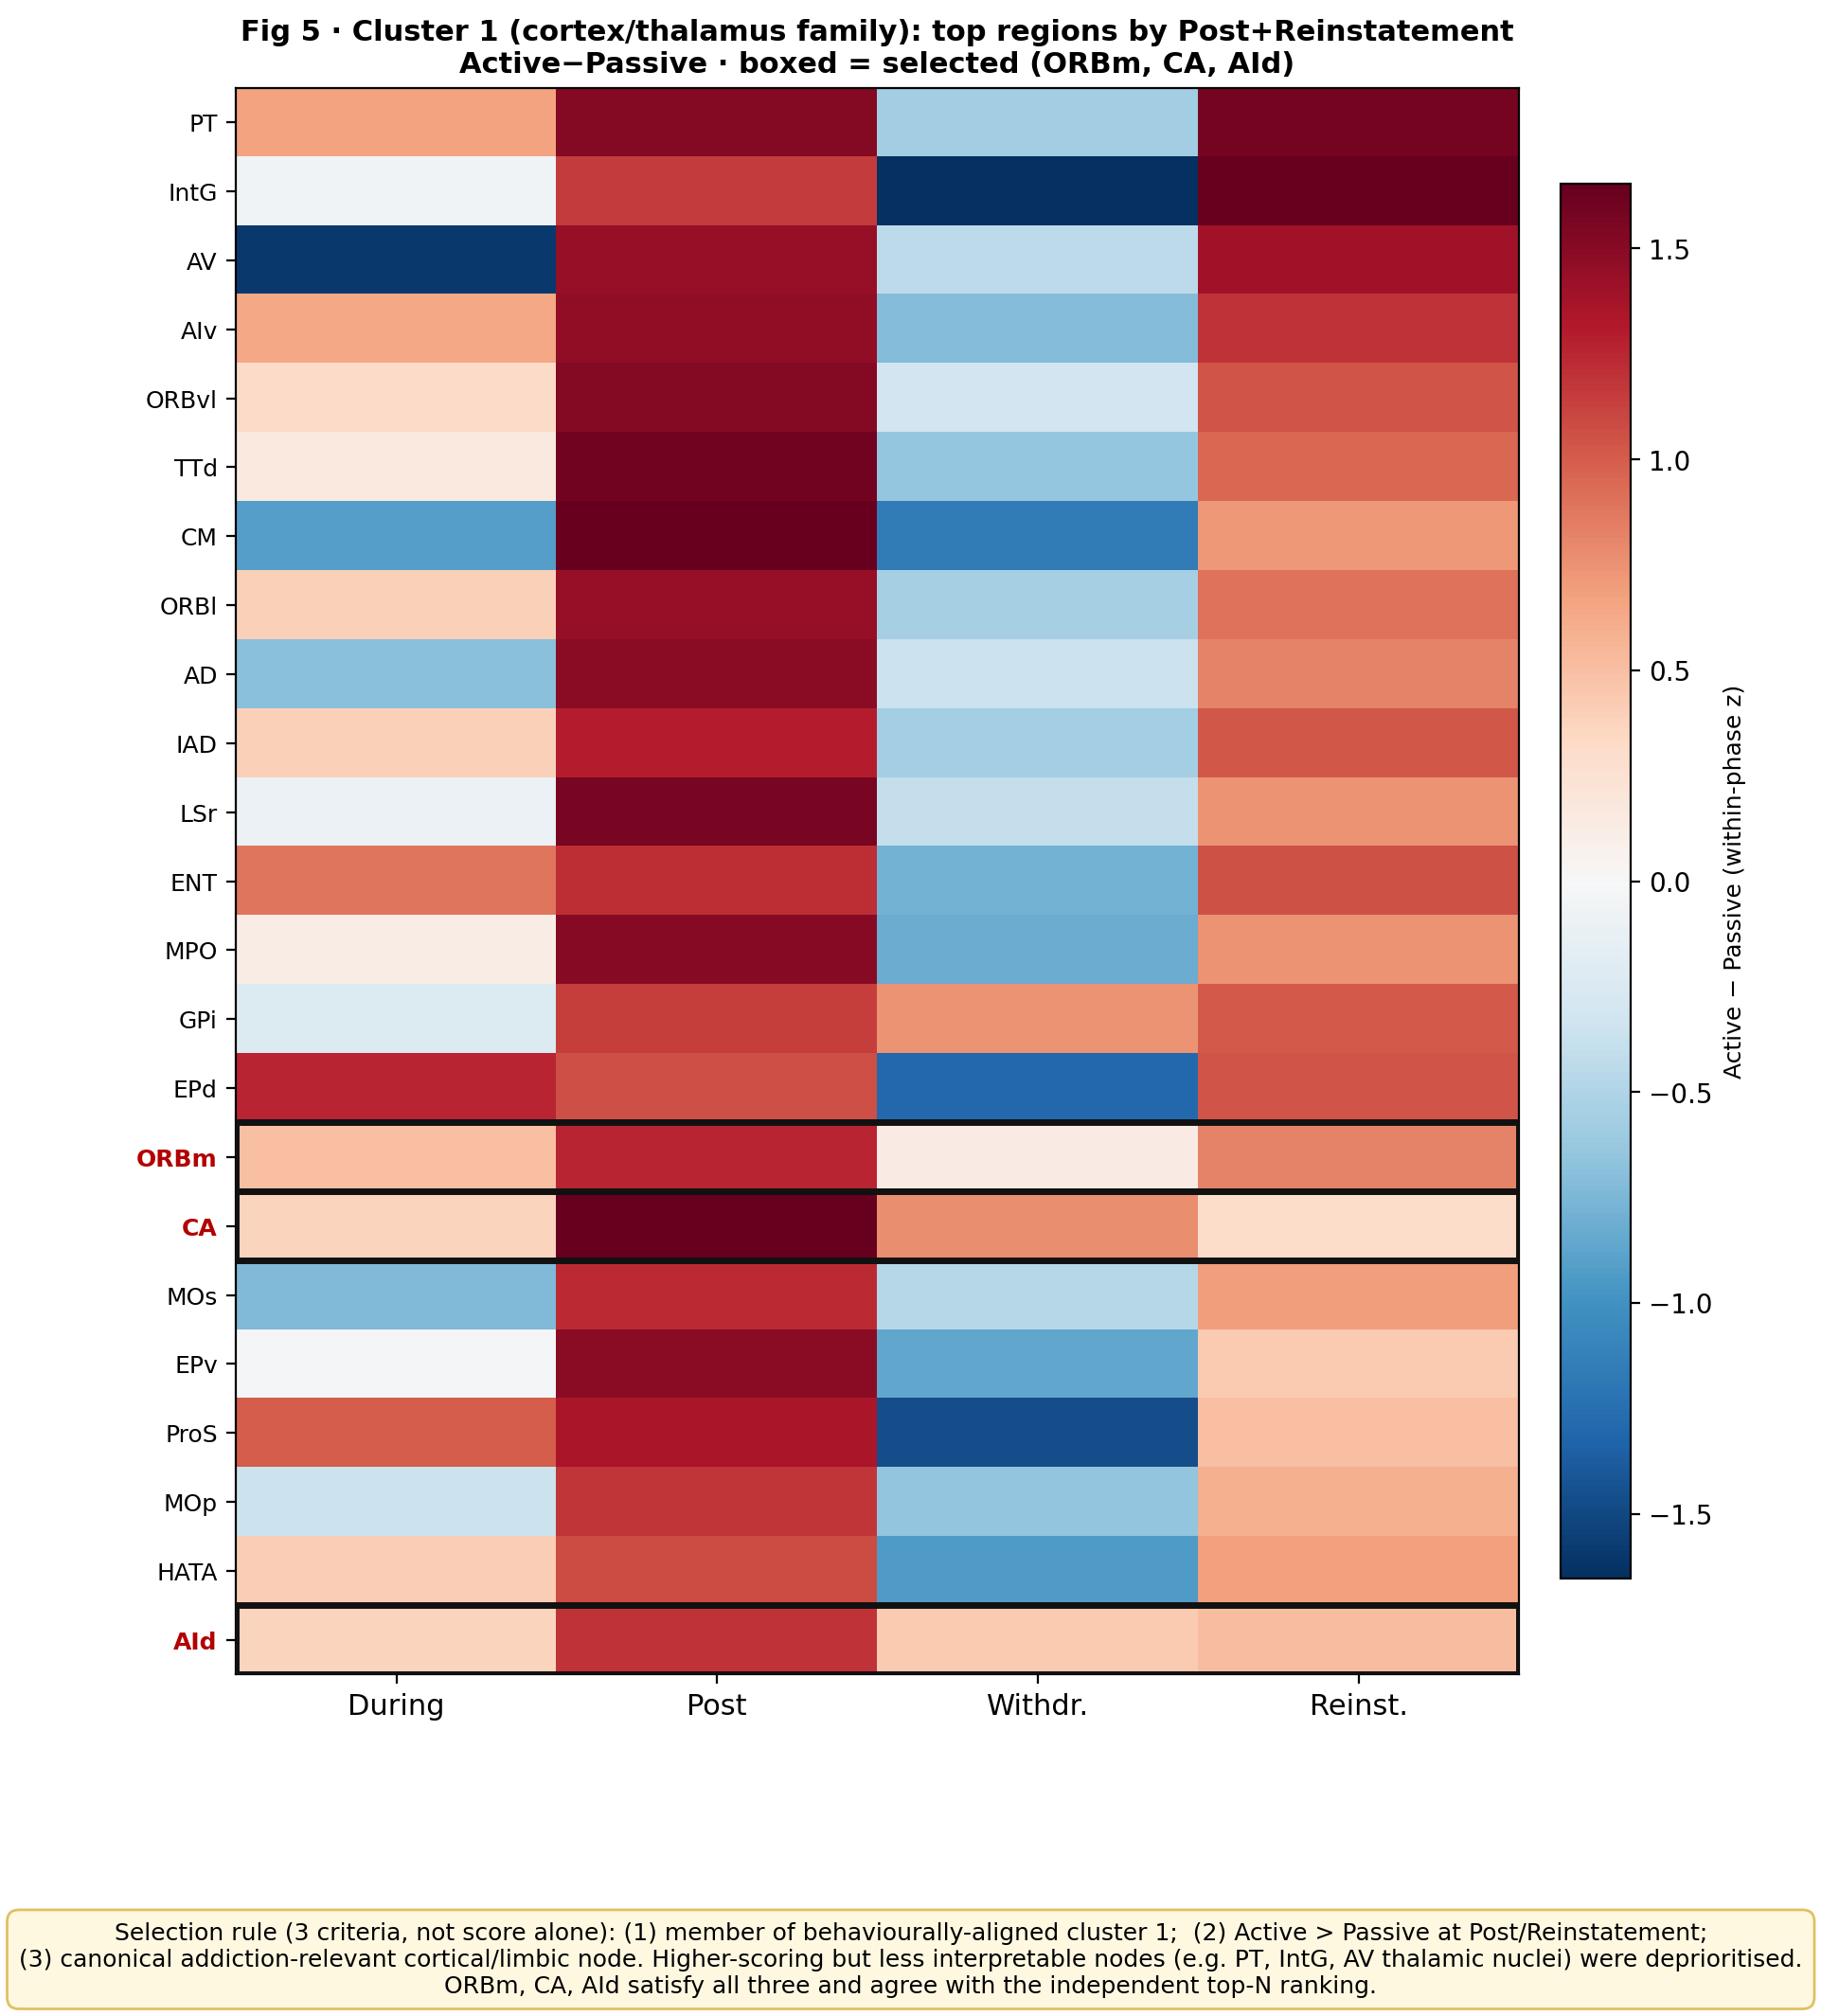 Fig 5 · Cluster 1 (cortex/thalamus family): top regions by Post+Reinstatement
Active−Passive · boxed = selected (ORBm, CA, AId)
PT
IntG
AV
AIv
ORBvl
TTd
CM
ORBl
AD
IAD
LSr
ENT
MPO
GPi
EPd
ORBm
CA
MOs
EPv
ProS
MOp
HATA
AId
During
Post
Withdr.
Reinst.
1.5
1.0
0.5
0.0
−0.5
−1.0
−1.5
Active − Passive (within-phase z)
Selection rule (3 criteria, not score alone): (1) member of behaviourally-aligned cluster 1;  (2) Active > Passive at Post/Reinstatement;
(3) canonical addiction-relevant cortical/limbic node. Higher-scoring but less interpretable nodes (e.g. PT, IntG, AV thalamic nuclei) were deprioritised.
ORBm, CA, AId satisfy all three and agree with the independent top-N ranking.